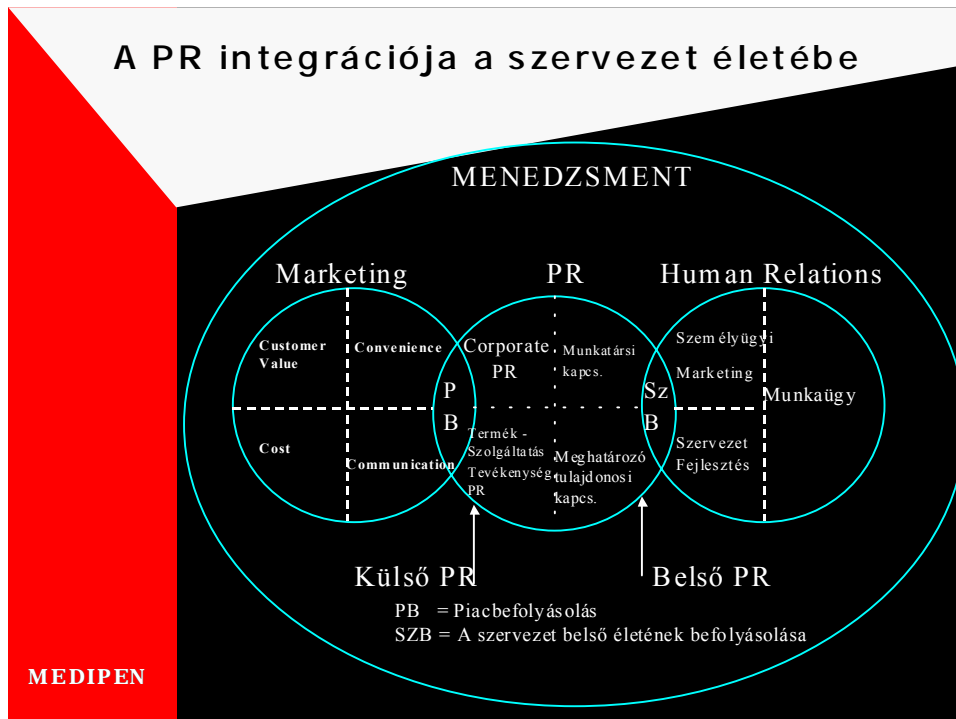 A PR integrációja a szervezet életébe
MENEDZSMENT
Marketing
PR
Human Relations
Customer
Value
Convenience
Cost
Communication
P
B
Corporate
PR
Munkatársi
kapcs.
Termék -
Szolgáltatás
Tevékenység
PR
Meghatározó
tulajdonosi
kapcs.
Sz
B
Személyügyi
Marketing
Munkaügy
Szervezet
Fejlesztés
Külső PR
Belső PR
PB = Piacbefolyásolás
SZB = A szervezet belső életének befolyásolása
MEDIPEN